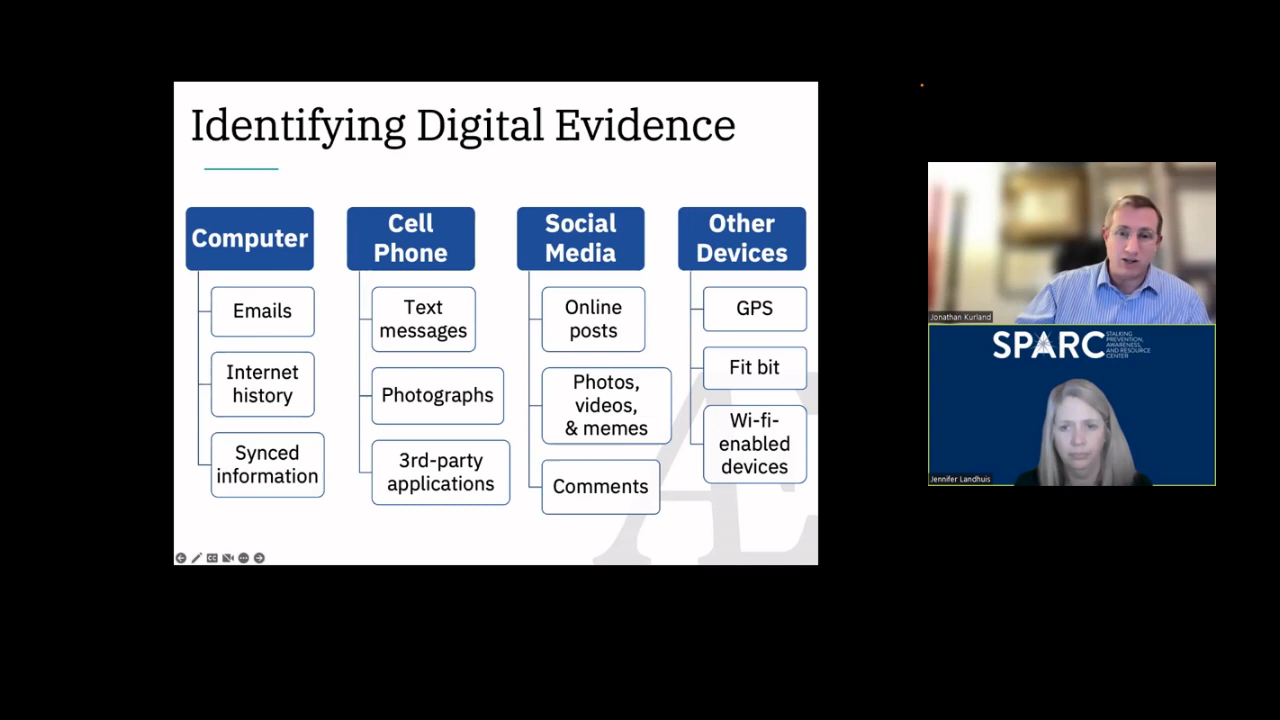 Identifying Digital Evidence
Computer
Emails
Internet
history
Synced
information
Cell
Phone
Text
messages
Photographs
3rd-party
applications
Social
Media
Online
posts
Photos,
videos,
& memes
Comments
Other
Devices
GPS
Fit bit
Wi-fi-
enabled
devices
Æ
Jonathan Kurland
SPARC
STALKING
PREVENTION,
AWARENESS,
AND RESOURCE
CENTER
Jennifer Landhuis